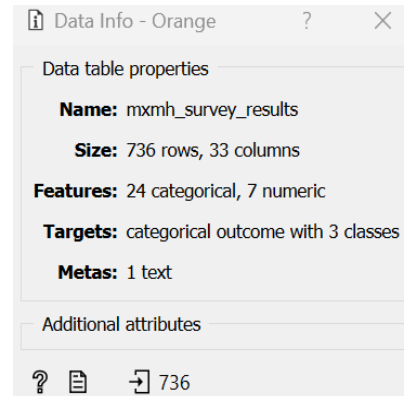 Data Info - Orange ? ×
Data table properties
Name: mxmh_survey_results
Size: 736 rows, 33 columns
Features: 24 categorical, 7 numeric
Targets: categorical outcome with 3 classes
Metas: 1 text
Additional attributes
? 736